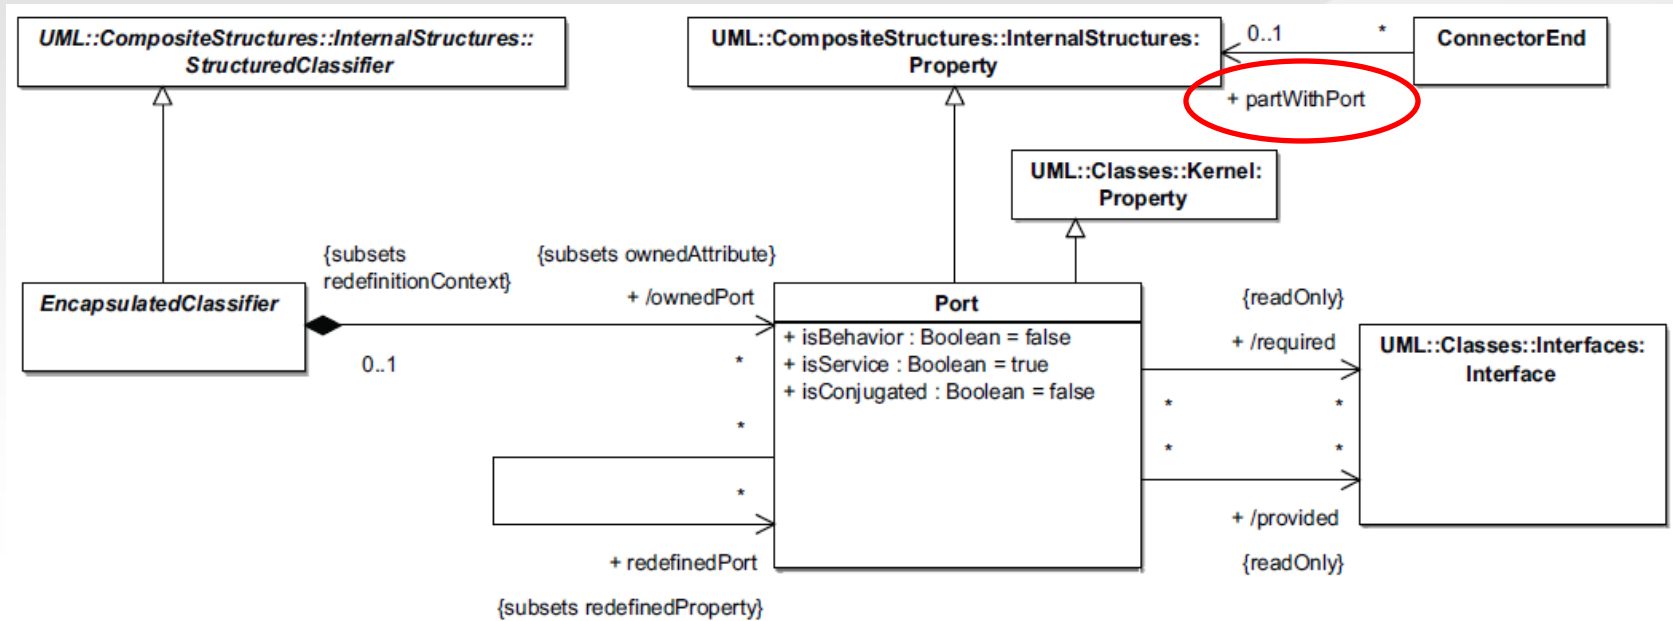 UML::CompositeStructures::InternalStructures::
StructuredClassifier
UML::CompositeStructures::InternalStructures:
Property
0..1
*
ConnectorEnd
+ partWithPort
UML::Classes::Kernel:
Property
{subsets
redefinitionContext}
{subsets ownedAttribute}
+ /ownedPort
EncapsulatedClassifier
0..1
*
Port
+ isBehavior : Boolean = false
+ isService : Boolean = true
+ isConjugated : Boolean = false
{readOnly}
+ /required
UML::Classes::Interfaces:
Interface
*
*
*
*
*
*
+ /provided
{readOnly}
+ redefinedPort
{subsets redefinedProperty}